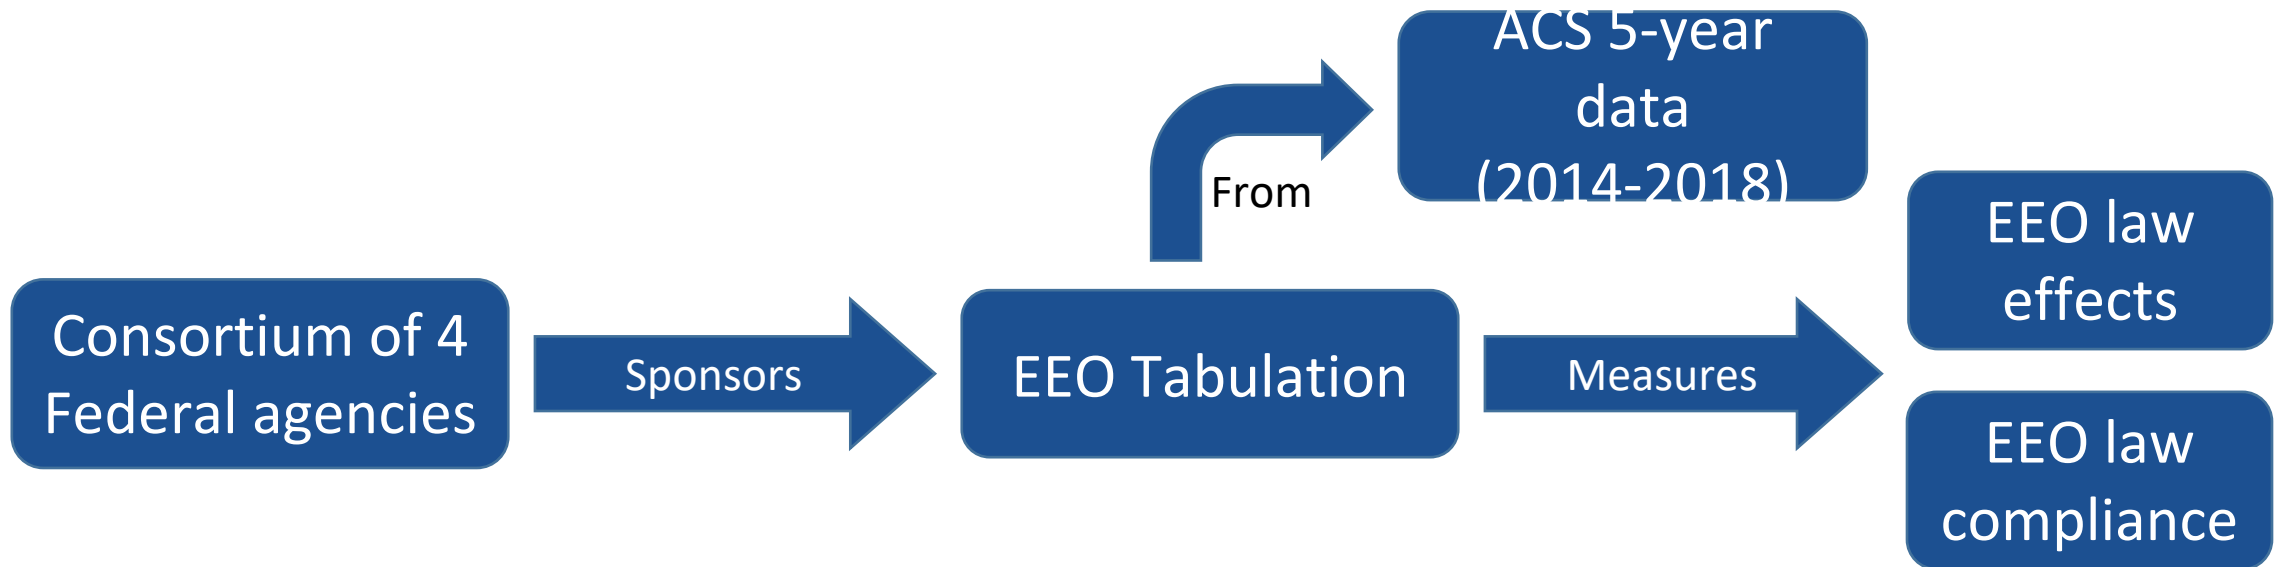 Consortium of 4
Federal agencies
Sponsors
EEO Tabulation
From
ACS 5-year
data
(2014-2018)
Measures
EEO law
effects
EEO law
compliance